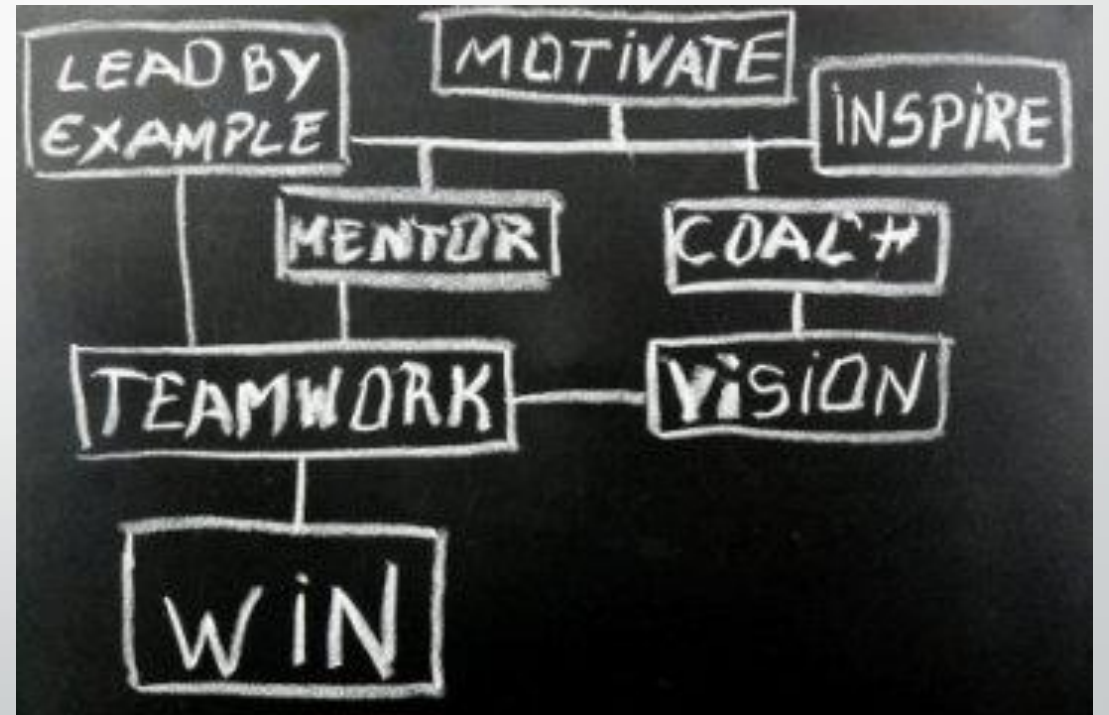 LEAD BY
EXAMPLE
MOTiVATE
iNSPiRE
MENTOR
COACH
TEAMWORK
ViSiON
WiN